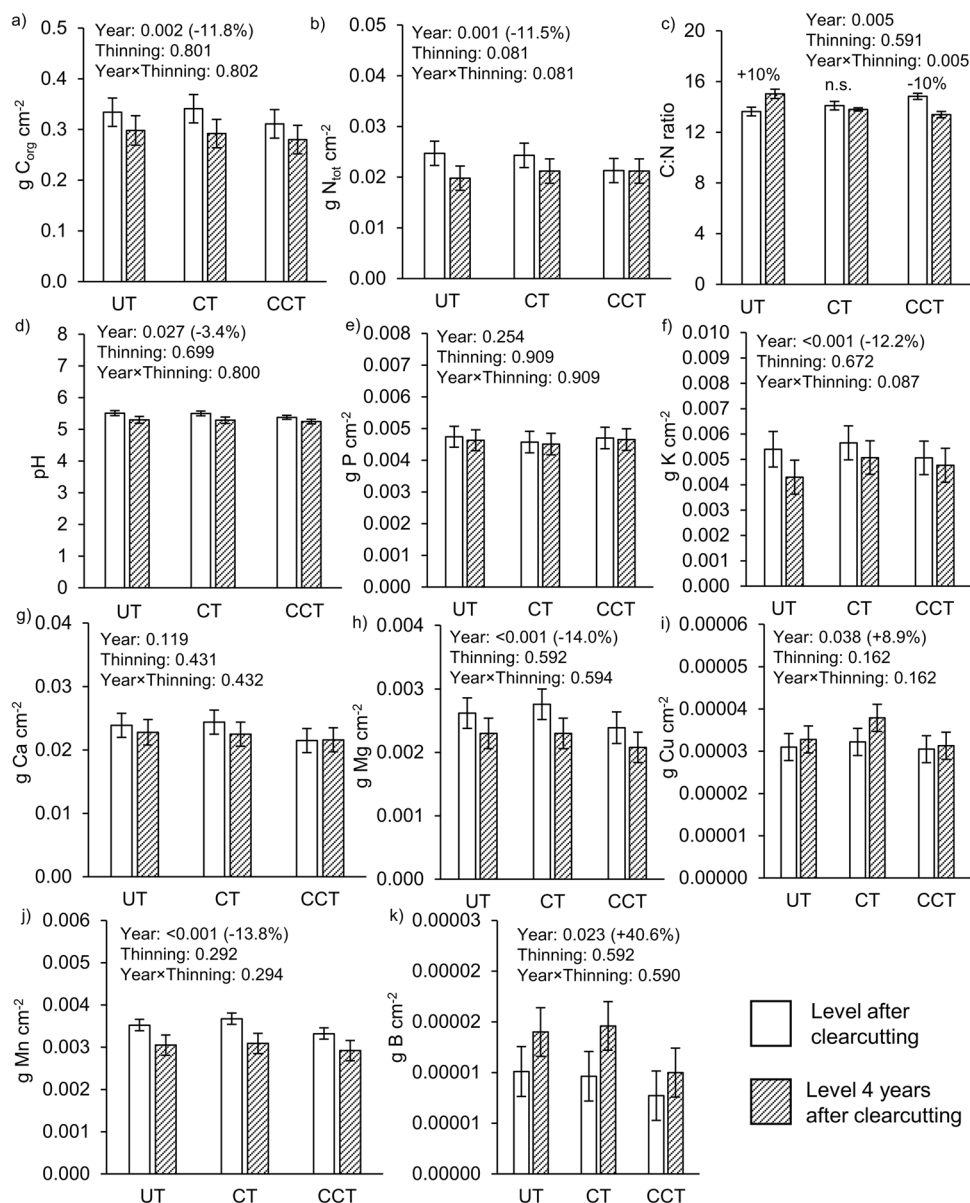 a)
Year: 0.002 (-11.8%)
Thinning: 0.801
Year×Thinning: 0.802
g Corg cm-2
0.5
0.4
0.3
0.2
0.1
0.0
UT CT CCT
b)
Year: 0.001 (-11.5%)
Thinning: 0.081
Year×Thinning: 0.081
g Ntot cm-2
0.05
0.04
0.03
0.02
0.01
0.00
UT CT CCT
c)
Year: 0.005
Thinning: 0.591
Year×Thinning: 0.005
+10% n.s. -10%
C:N ratio
20
16
12
8
4
0
UT CT CCT
d)
Year: 0.027 (-3.4%)
Thinning: 0.699
Year×Thinning: 0.800
pH
8
7
6
5
4
3
2
1
0
UT CT CCT
e)
Year: 0.254
Thinning: 0.909
Year×Thinning: 0.909
g P cm-2
0.008
0.007
0.006
0.005
0.004
0.003
0.002
0.001
0.000
UT CT CCT
f)
Year: <0.001 (-12.2%)
Thinning: 0.672
Year×Thinning: 0.087
g K cm-2
0.010
0.009
0.008
0.007
0.006
0.005
0.004
0.003
0.002
0.001
0.000
UT CT CCT
g)
Year: 0.119
Thinning: 0.431
Year×Thinning: 0.432
g Ca cm-2
0.04
0.03
0.02
0.01
0.00
UT CT CCT
h)
Year: <0.001 (-14.0%)
Thinning: 0.592
Year×Thinning: 0.594
g Mg cm-2
0.004
0.003
0.002
0.001
0.000
UT CT CCT
i)
Year: 0.038 (+8.9%)
Thinning: 0.162
Year×Thinning: 0.162
g Cu cm-2
0.00006
0.00005
0.00004
0.00003
0.00002
0.00001
0.00000
UT CT CCT
j)
Year: <0.001 (-13.8%)
Thinning: 0.292
Year×Thinning: 0.294
g Mn cm-2
0.006
0.005
0.004
0.003
0.002
0.001
0.000
UT CT CCT
k)
Year: 0.023 (+40.6%)
Thinning: 0.592
Year×Thinning: 0.590
g B cm-2
0.00003
0.00002
0.00002
0.00001
0.00001
0.00000
UT CT CCT
Level after
clearcutting
Level 4 years
after clearcutting